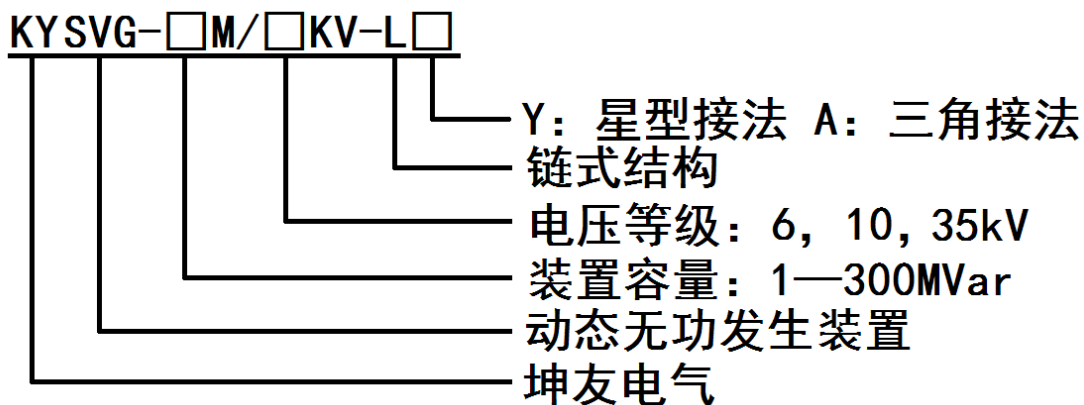 KYSVG-□M/□KV-L□
Y: 星型接法 A: 三角接法
链式结构
电压等级: 6, 10, 35kV
装置容量: 1—300MVar
动态无功发生装置
坤友电气